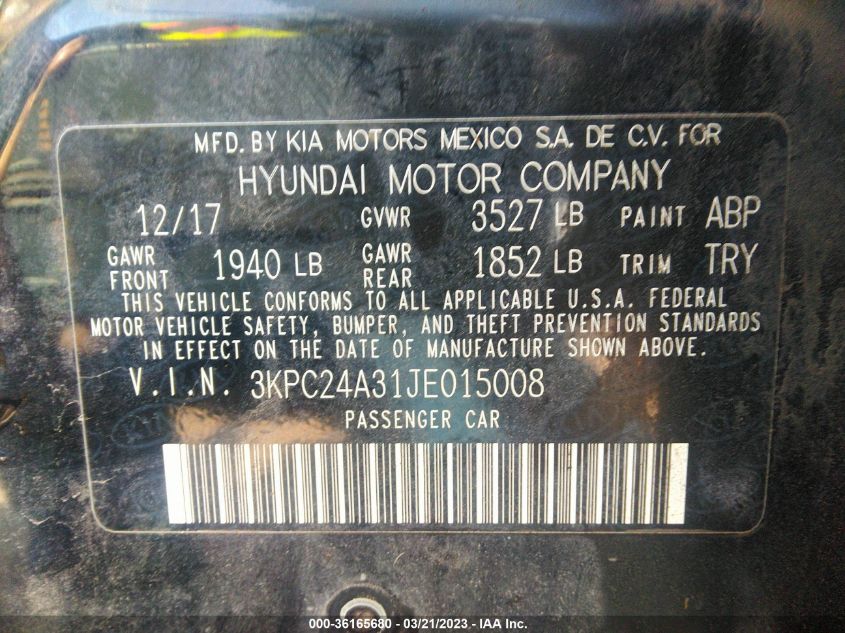 MFD. BY KIA MOTORS MEXICO S.A. DE C.V. FOR
HYUNDAI MOTOR COMPANY
12/17 GVWR 3527 LB PAINT ABP
GAWR FRONT 1940 LB GAWR REAR 1852 LB TRIM TRY
THIS VEHICLE CONFORMS TO ALL APPLICABLE U.S.A. FEDERAL
MOTOR VEHICLE SAFETY, BUMPER, AND THEFT PREVENTION STANDARDS
IN EFFECT ON THE DATE OF MANUFACTURE SHOWN ABOVE.
V.I.N. 3KPC24A31JE015008
PASSENGER CAR
000-36165680 - 03/21/2023 - IAA Inc.